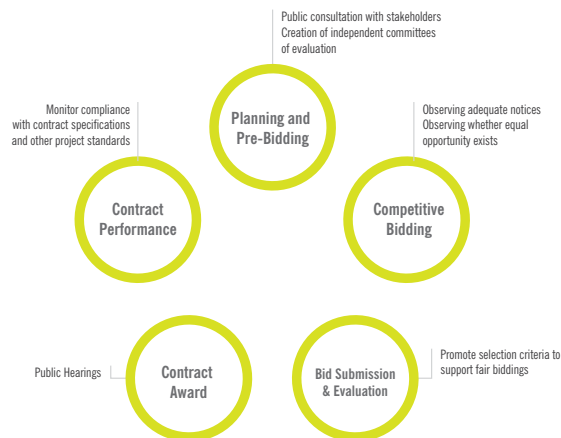 Public consultation with stakeholders
Creation of independent committees
of evaluation
Planning and
Pre-Bidding
Observing adequate notices
Observing whether equal
opportunity exists
Competitive
Bidding
Promote selection criteria to
support fair biddings
Bid Submission
& Evaluation
Public Hearings
Contract
Award
Monitor compliance
with contract specifications
and other project standards
Contract
Performance